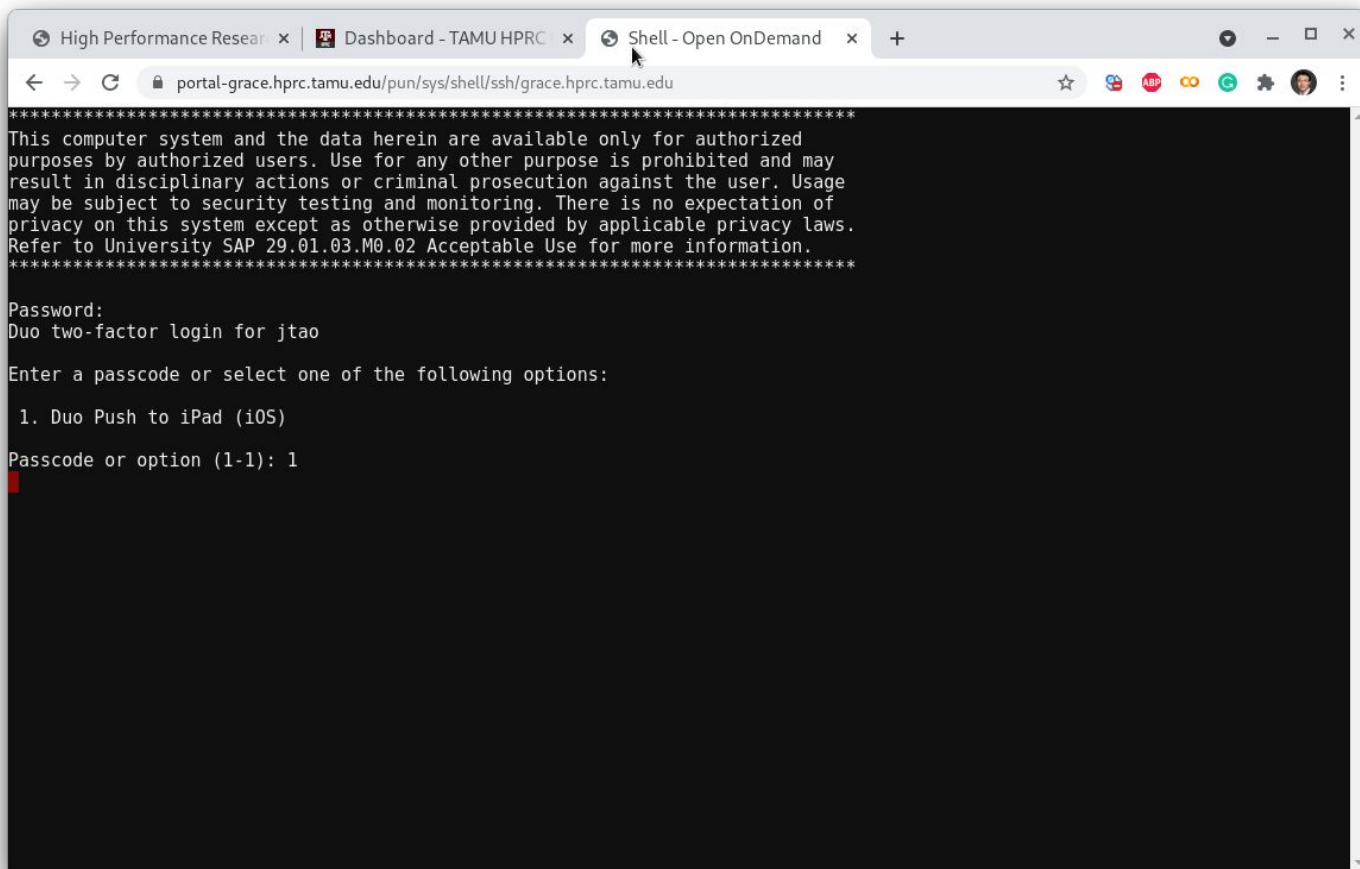 High Performance Resear
Dashboard - TAMU HPRC
Shell - Open OnDemand
portal-grace.hprc.tamu.edu/pun/sys/shell/ssh/grace.hprc.tamu.edu
ABP
*******************************************************************************
This computer system and the data herein are available only for authorized
purposes by authorized users. Use for any other purpose is prohibited and may
result in disciplinary actions or criminal prosecution against the user. Usage
may be subject to security testing and monitoring. There is no expectation of
privacy on this system except as otherwise provided by applicable privacy laws.
Refer to University SAP 29.01.03.M0.02 Acceptable Use for more information.
*******************************************************************************
Password:
Duo two-factor login for jtao
Enter a passcode or select one of the following options:
1. Duo Push to iPad (iOS)
Passcode or option (1-1): 1